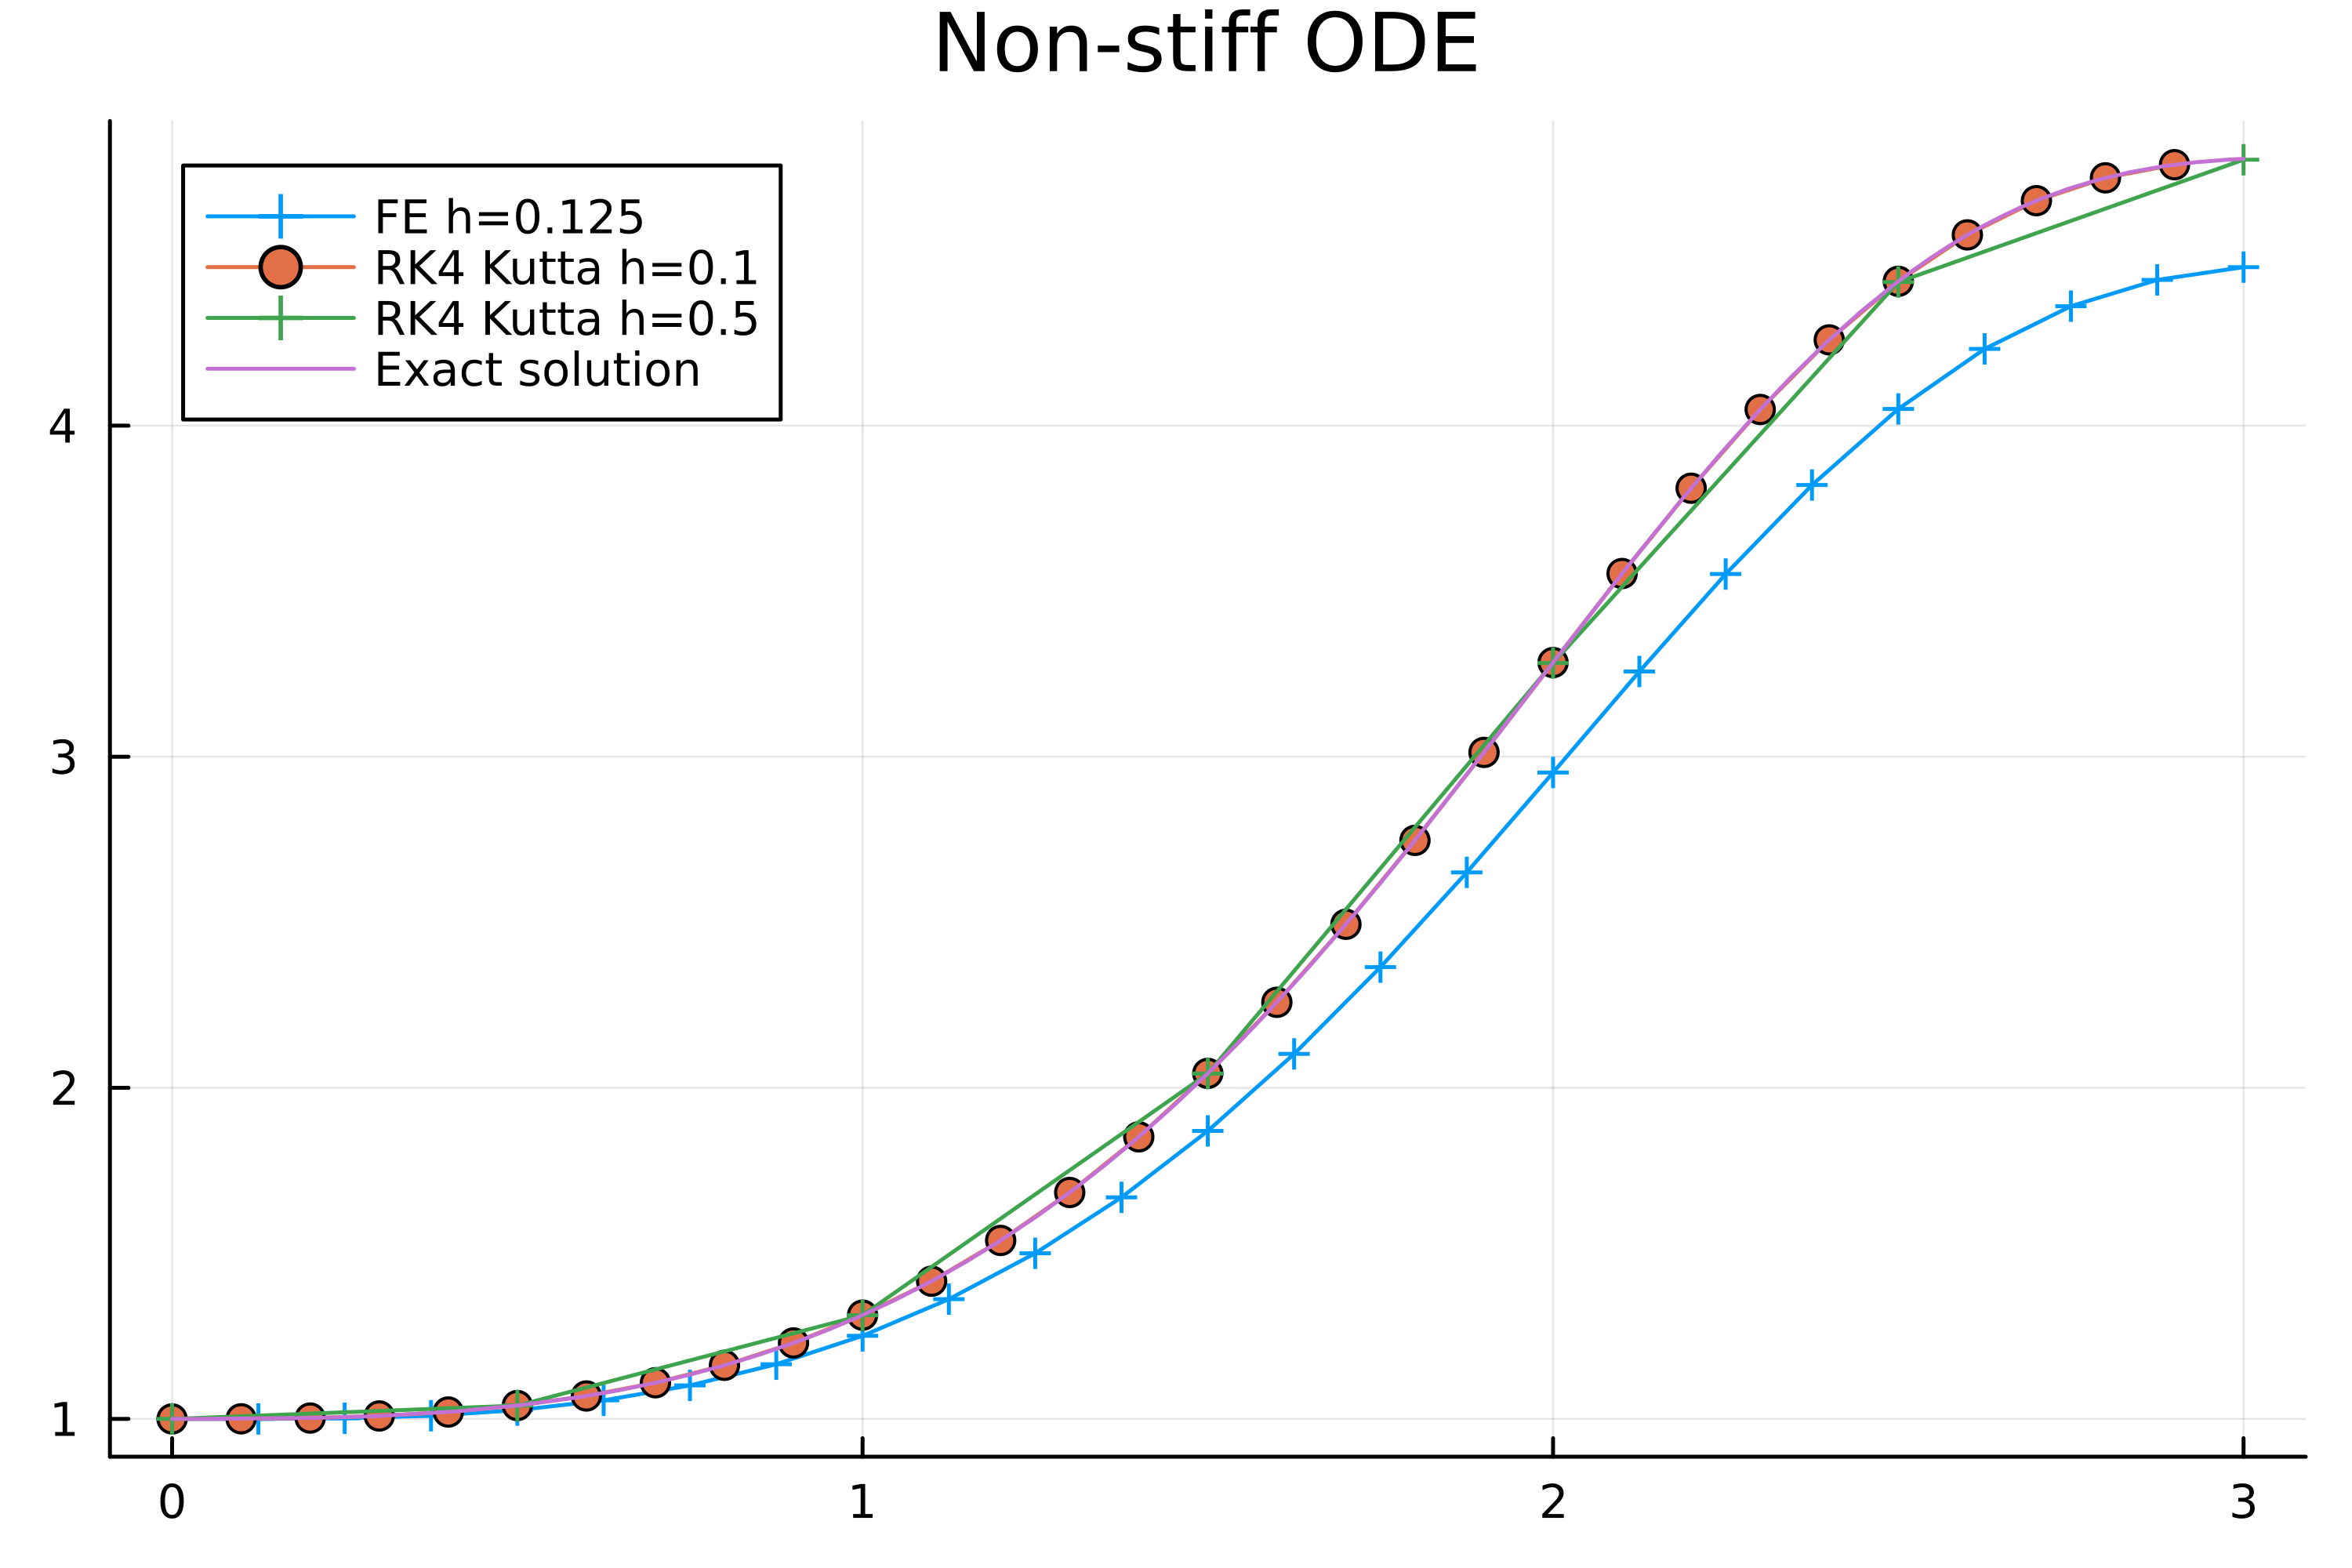 Non-stiff ODE
FE h=0.125
RK4 Kutta h=0.1
RK4 Kutta h=0.5
Exact solution
4
3
2
1
0 1 2 3